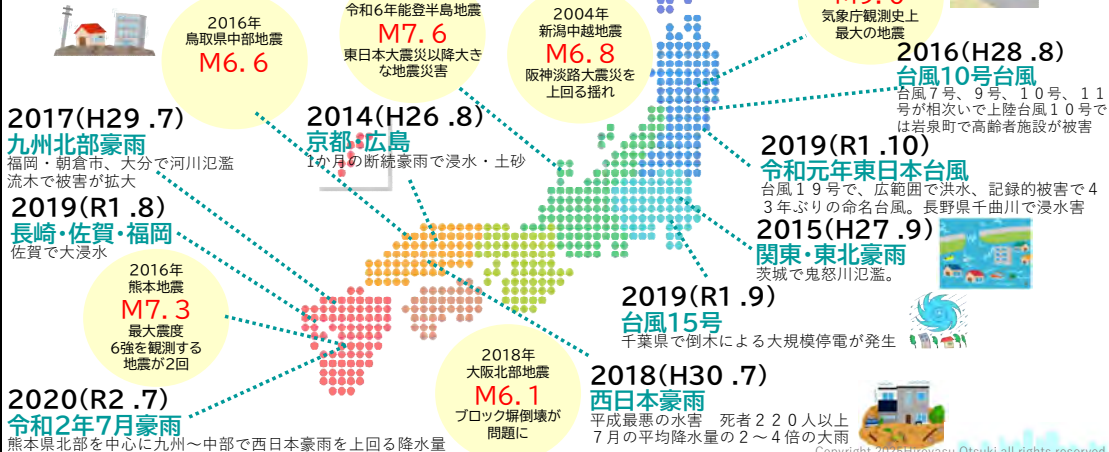 2016年
鳥取県中部地震
M6.6
令和6年能登半島地震
M7.6
東日本大震災以降大き
な地震災害
2004年
新潟中越地震
M6.8
阪神淡路大震災を
上回る揺れ
気象庁観測史上
最大の地震
2016(H28 .8)
台風10号台風
台風７号、９号、１０号、１１
号が相次いで上陸台風１０号で
は岩泉町で高齢者施設が被害
2017(H29 .7)
九州北部豪雨
福岡・朝倉市、大分で河川氾濫
流木で被害が拡大
2014(H26 .8)
京都・広島
1か月の断続豪雨で浸水・土砂
2019(R1 .10)
令和元年東日本台風
台風１９号で、広範囲で洪水、記録的被害で４
３年ぶりの命名台風。長野県千曲川で浸水害
2019(R1 .8)
長崎・佐賀・福岡
佐賀で大浸水
2015(H27 .9)
関東・東北豪雨
茨城で鬼怒川氾濫。
2016年
熊本地震
M7.3
最大震度
6強を観測する
地震が2回
2019(R1 .9)
台風15号
千葉県で倒木による大規模停電が発生
2018年
大阪北部地震
M6.1
ブロック塀倒壊が
問題に
2018(H30 .7)
西日本豪雨
平成最悪の水害　死者２２０人以上
７月の平均降水量の２～４倍の大雨
2020(R2 .7)
令和2年7月豪雨
熊本県北部を中心に九州～中部で西日本豪雨を上回る降水量
Copyright 2025Hiroyasu Otsuki all rights reserved